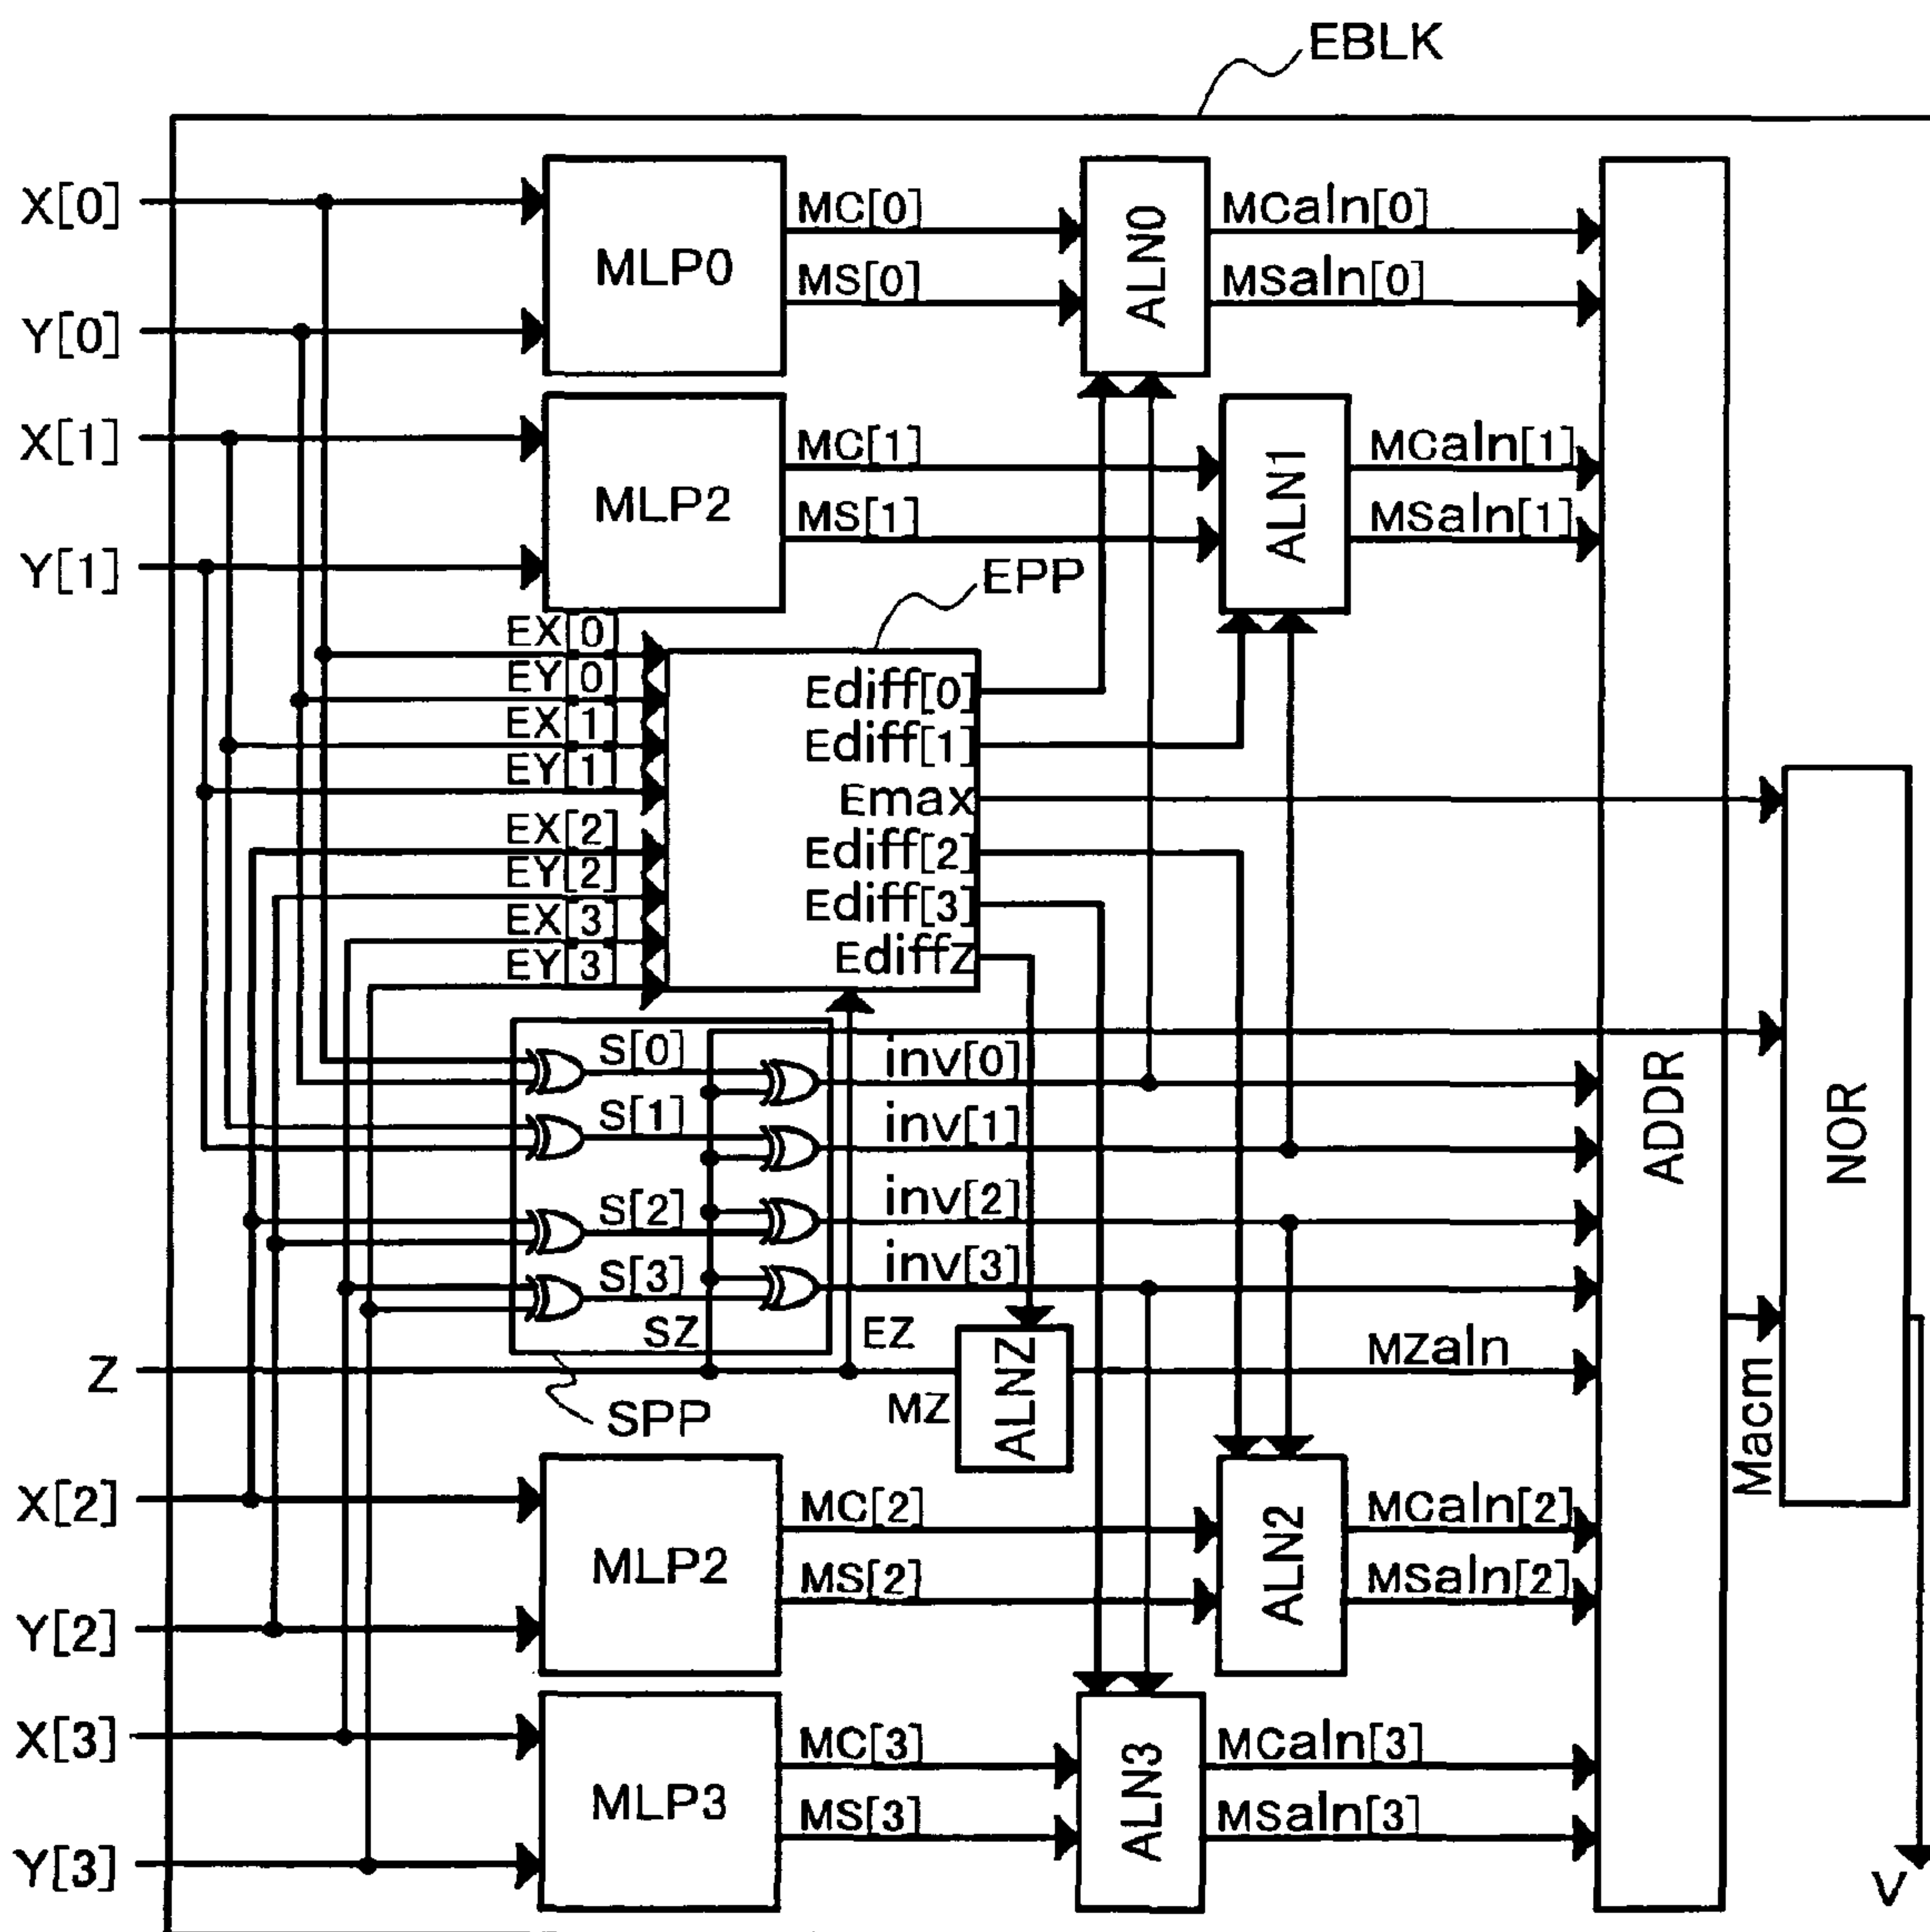 EBLK
X[0]
MC[0]
MCaln[0]
MLP0
ALN0
MS[0]
MSaln[0]
Y[0]
X[1]
MC[1]
MCaln[1]
MLP2
ALN1
MS[1]
MSaln[1]
Y[1]
EPP
EX[0]
EY[0]
EX[1]
EY[1]
EX[2]
EY[2]
EX[3]
EY[3]
Ediff[0]
Ediff[1]
Emax
Ediff[2]
Ediff[3]
EdiffZ
S[0]
inv[0]
S[1]
inv[1]
S[2]
inv[2]
S[3]
inv[3]
ADDR
NOR
SZ
EZ
Z
MZ
ALNZ
MZaln
SPP
Macm
X[2]
MC[2]
MCaln[2]
MLP2
ALN2
MS[2]
MSaln[2]
Y[2]
X[3]
MC[3]
MCaln[3]
MLP3
ALN3
MS[3]
MSaln[3]
Y[3]
V